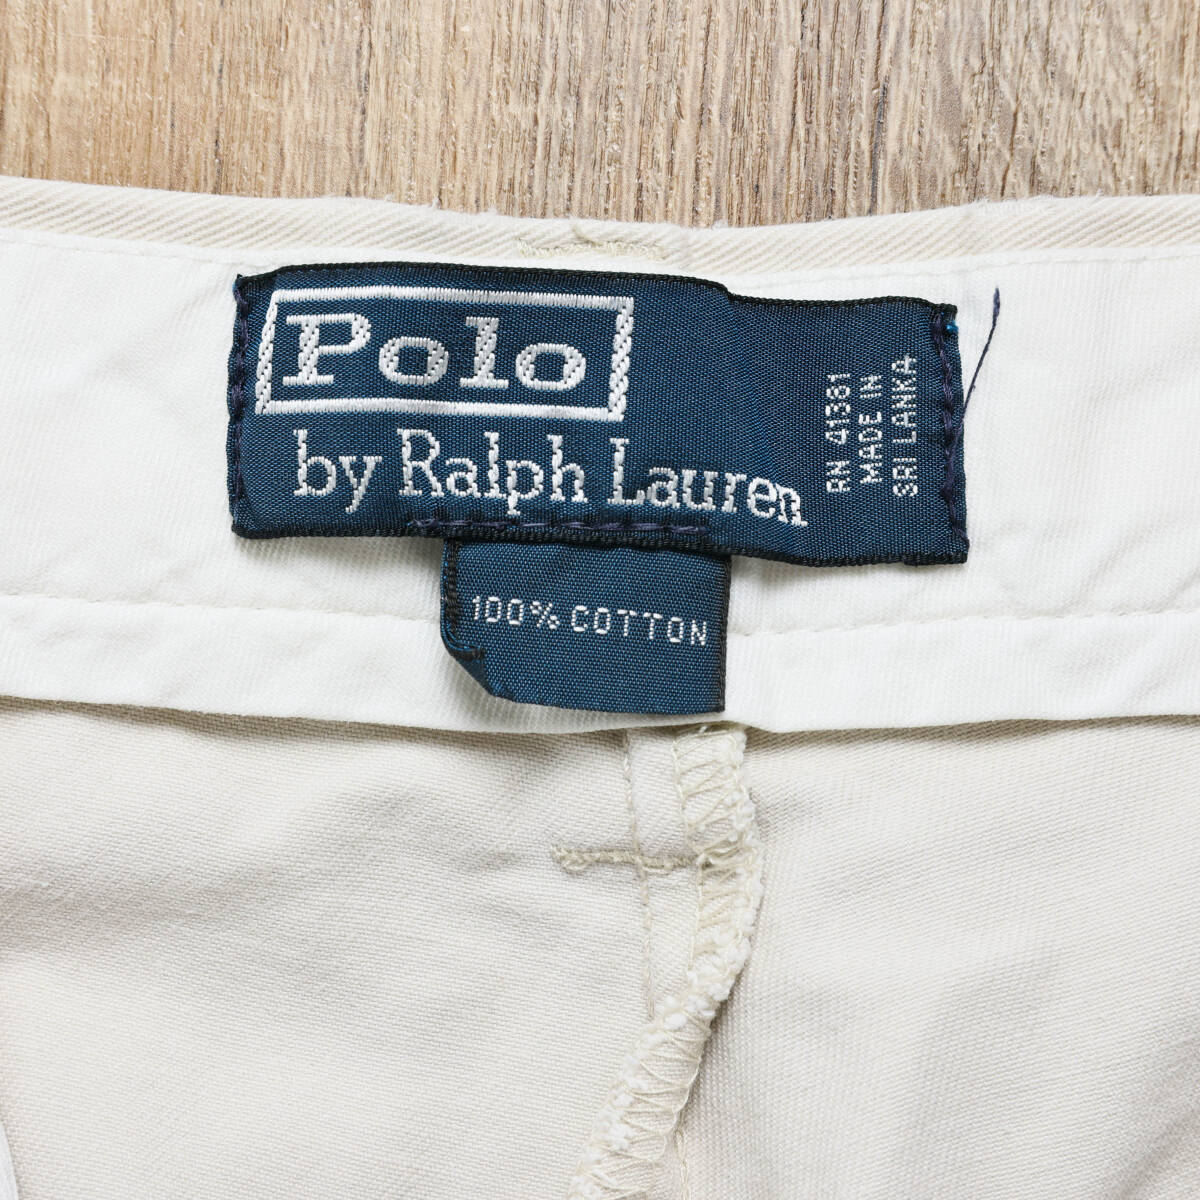 Polo
by Ralph Lauren
RN 41381
MADE IN
SRI LANKA
100% COTTON